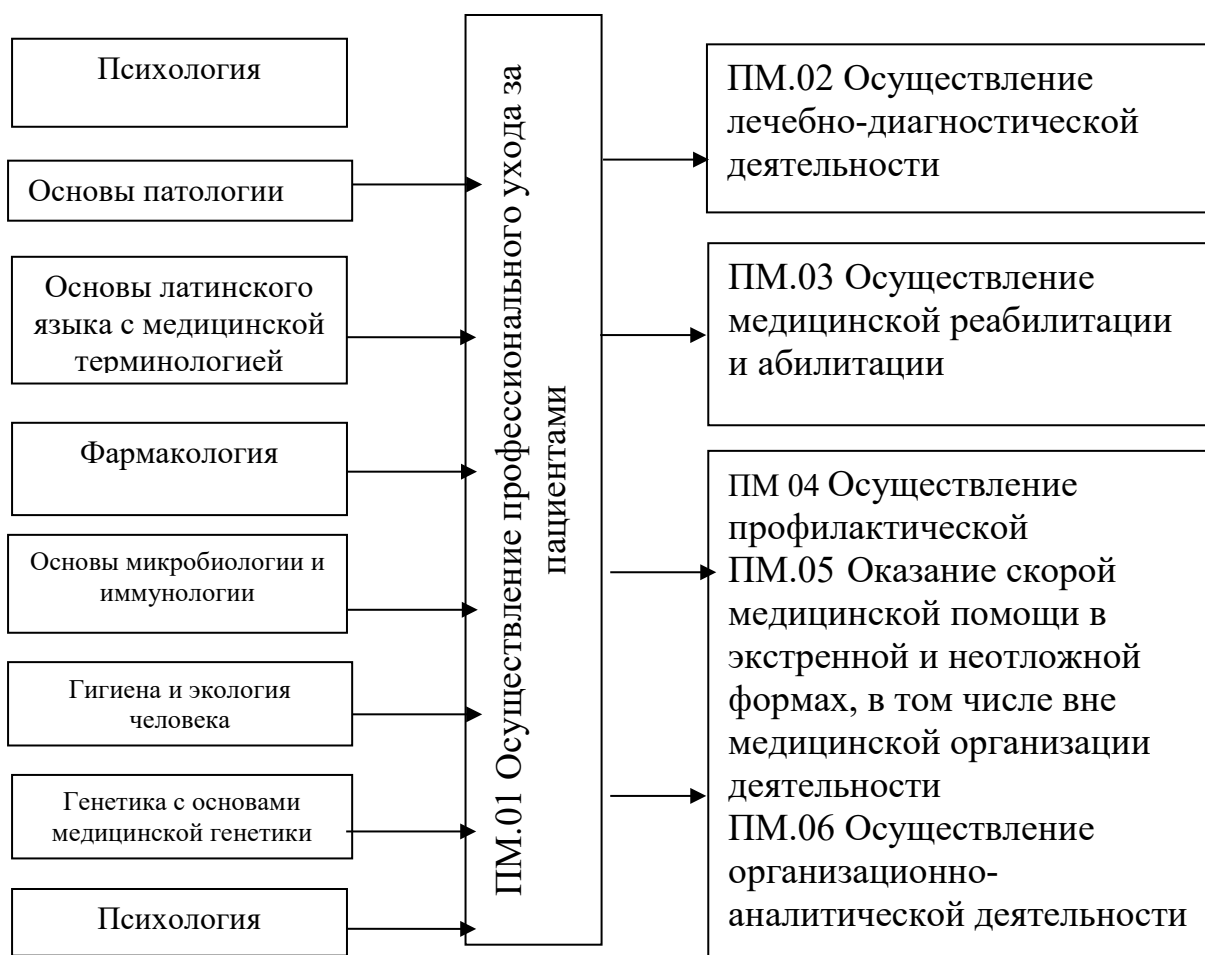 Психология
Основы патологии
Основы латинского
языка с медицинской
терминологией
Фармакология
Основы микробиологии и
иммунологии
Гигиена и экология
человека
Генетика с основами
медицинской генетики
Психология
ПМ.01 Осуществление профессионального ухода за
пациентами
ПМ.02 Осуществление
лечебно-диагностической
деятельности
ПМ.03 Осуществление
медицинской реабилитации
и абилитации
ПМ 04 Осуществление
профилактической
ПМ.05 Оказание скорой
медицинской помощи в
экстренной и неотложной
формах, в том числе вне
медицинской организации
деятельности
ПМ.06 Осуществление
организационно-
аналитической деятельности